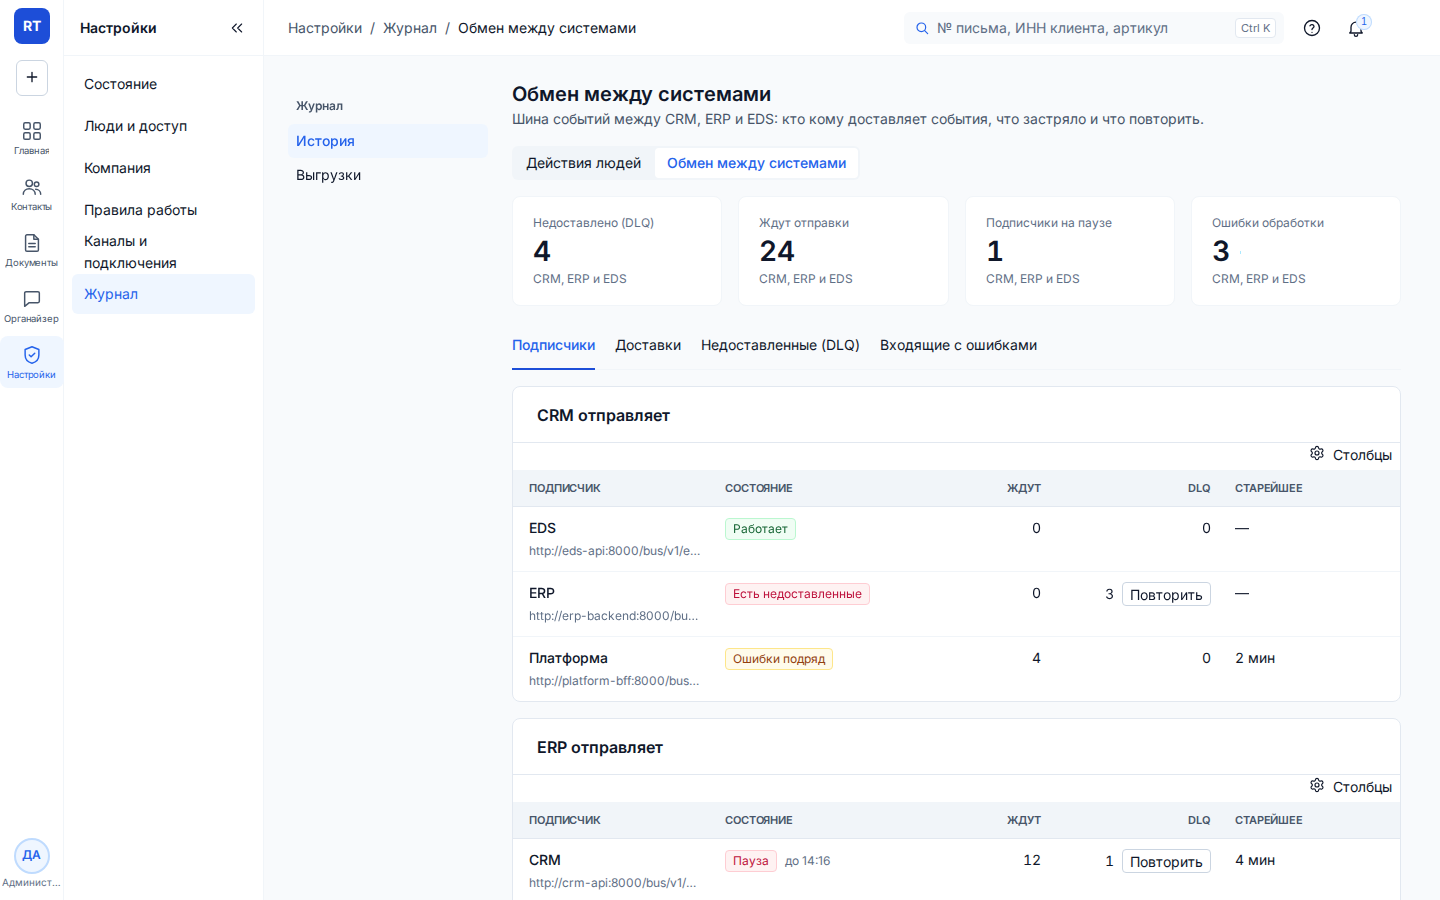 RT
Главная
Контакты
Документы
Органайзер
Настройки
ДА
Админист...
Настройки
Состояние
Люди и доступ
Компания
Правила работы
Каналы и
подключения
Журнал
Настройки / Журнал / Обмен между системами
№ письма, ИНН клиента, артикул
Ctrl K
1
Журнал
История
Выгрузки
Обмен между системами
Шина событий между CRM, ERP и EDS: кто кому доставляет события, что застряло и что повторить.
Действия людей
Обмен между системами
Недоставлено (DLQ)
4
CRM, ERP и EDS
Ждут отправки
24
CRM, ERP и EDS
Подписчики на паузе
1
CRM, ERP и EDS
Ошибки обработки
3
CRM, ERP и EDS
Подписчики
Доставки
Недоставленные (DLQ)
Входящие с ошибками
CRM отправляет
Столбцы
ПОДПИСЧИК СОСТОЯНИЕ ЖДУТ DLQ СТАРЕЙШЕЕ
EDS Работает 0 0 —
http://eds-api:8000/bus/v1/e...
ERP Есть недоставленные 0 3 Повторить —
http://erp-backend:8000/bu...
Платформа Ошибки подряд 4 0 2 мин
http://platform-bff:8000/bus...
ERP отправляет
Столбцы
ПОДПИСЧИК СОСТОЯНИЕ ЖДУТ DLQ СТАРЕЙШЕЕ
CRM Пауза до 14:16 12 1 Повторить 4 мин
http://crm-api:8000/bus/v1/...